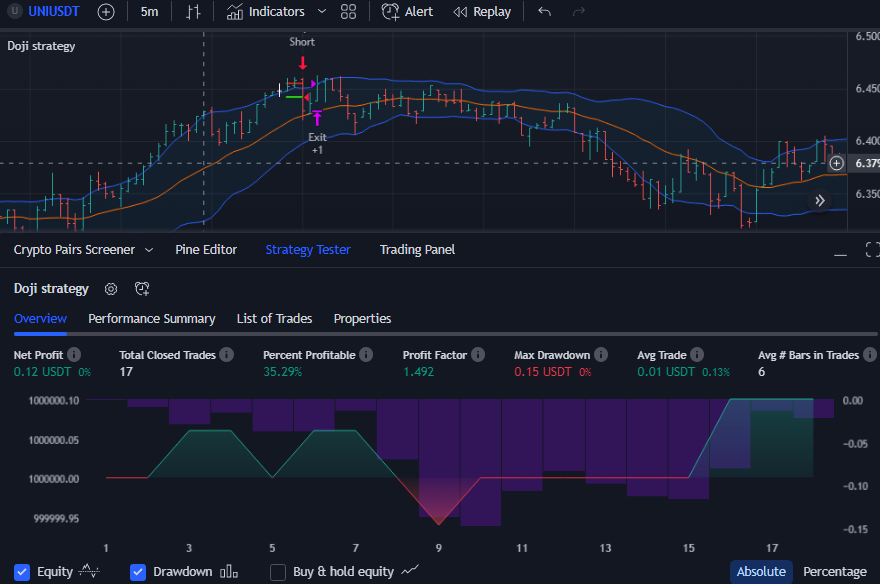 U UNIUSDT 5m Indicators Alert Replay
Doji strategy
Short
Exit
+1
6.500
6.450
6.400
6.379
6.350
Crypto Pairs Screener Pine Editor Strategy Tester Trading Panel
Doji strategy
Overview Performance Summary List of Trades Properties
Net Profit Total Closed Trades Percent Profitable Profit Factor Max Drawdown Avg Trade Avg # Bars in Trades
0.12 USDT 0% 17 35.29% 1.492 0.15 USDT 0% 0.01 USDT 0.13% 6
1000000.10 0.00
1000000.05 −0.05
1000000.00 −0.10
999999.95 −0.15
1 3 5 7 9 11 13 15 17
Equity Drawdown Buy & hold equity Absolute Percentage